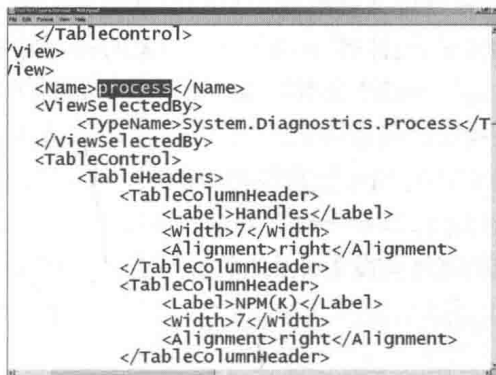 </TableControl>
/View>
/iew>
<Name>process</Name>
<ViewSelectedBy>
<TypeName>System.Diagnostics.Process</T
</ViewSelectedBy>
<TableControl>
<TableHeaders>
<TableColumnHeader>
<Label>Handles</Label>
<Width>7</Width>
<Alignment>right</Alignment>
</TableColumnHeader>
<TableColumnHeader>
<Label>NPM(K)</Label>
<Width>7</Width>
<Alignment>right</Alignment>
</TableColumnHeader>